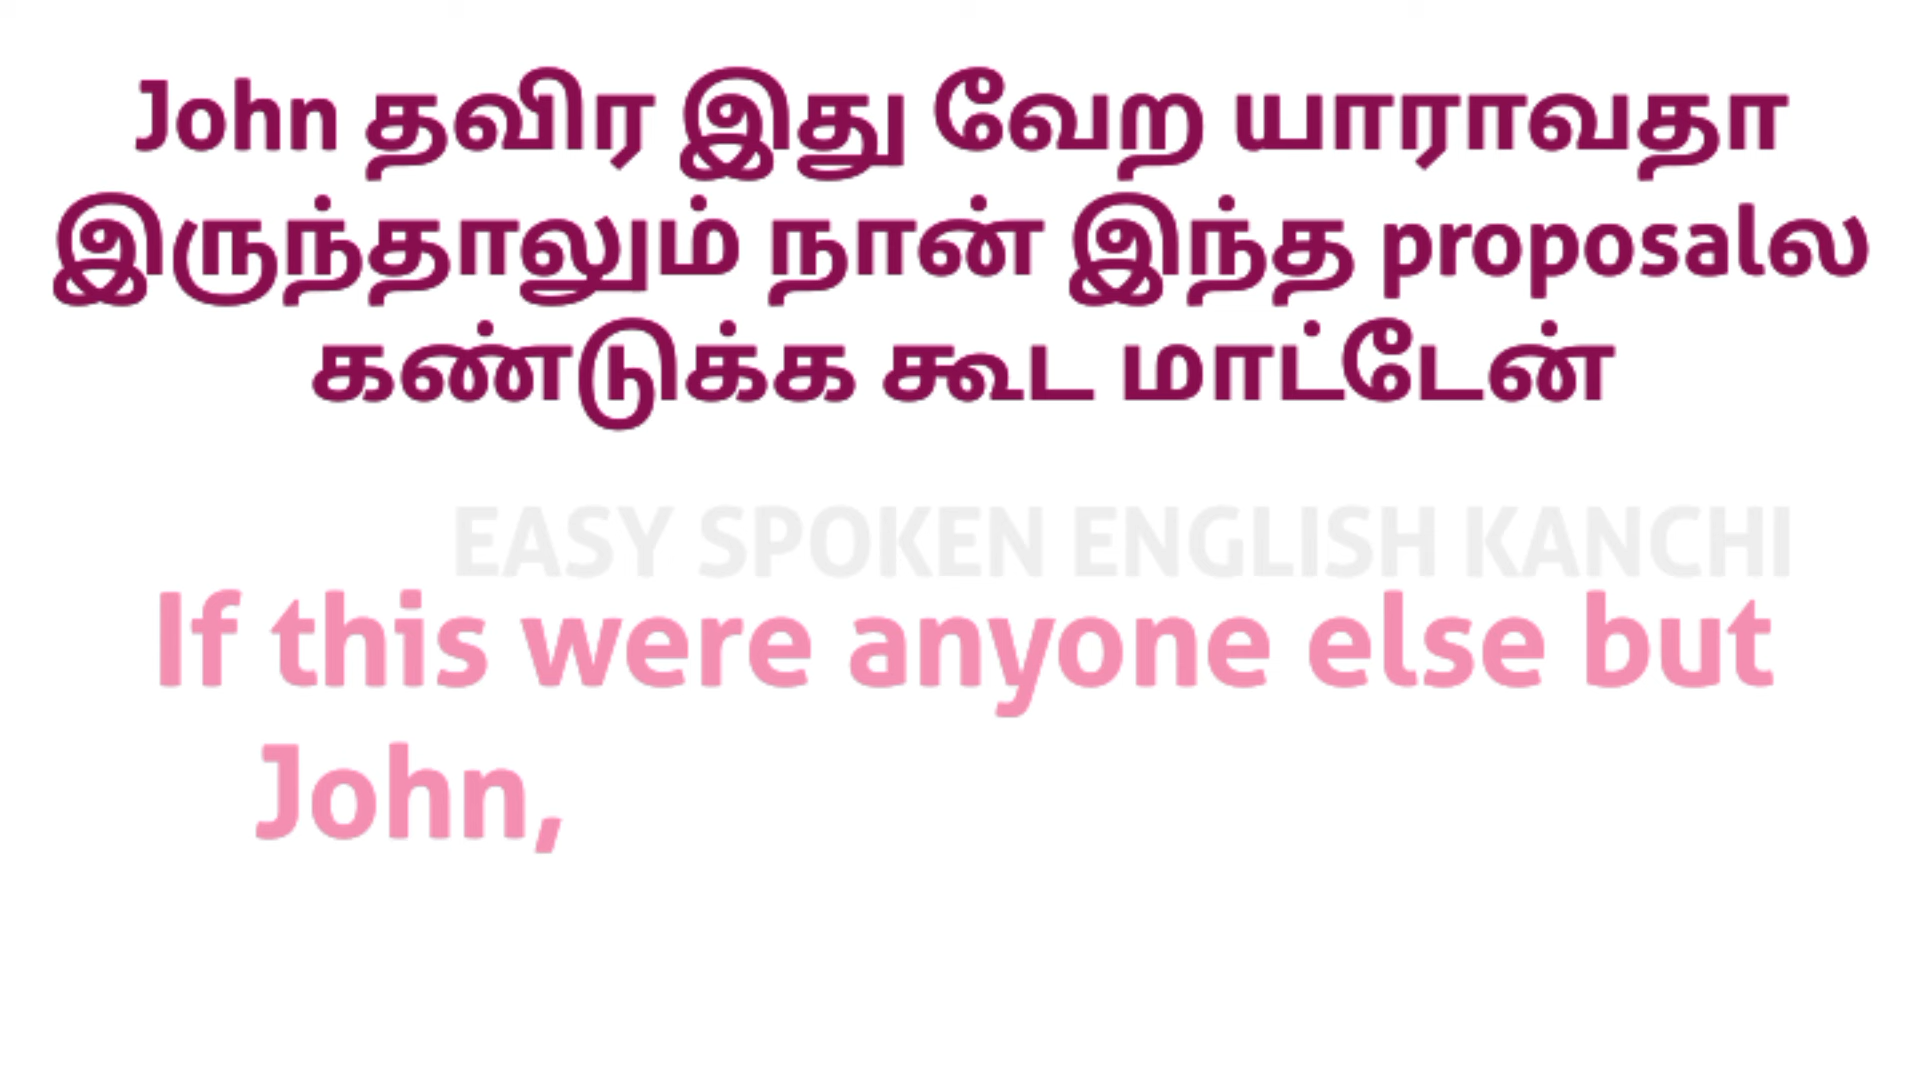 John தவிர இது வேற யாராவதா
இருந்தாலும் நான் இந்த proposalல
கண்டுக்க கூட மாட்டேன்
EASY SPOKEN ENGLISH KANCHI
If this were anyone else but
John,